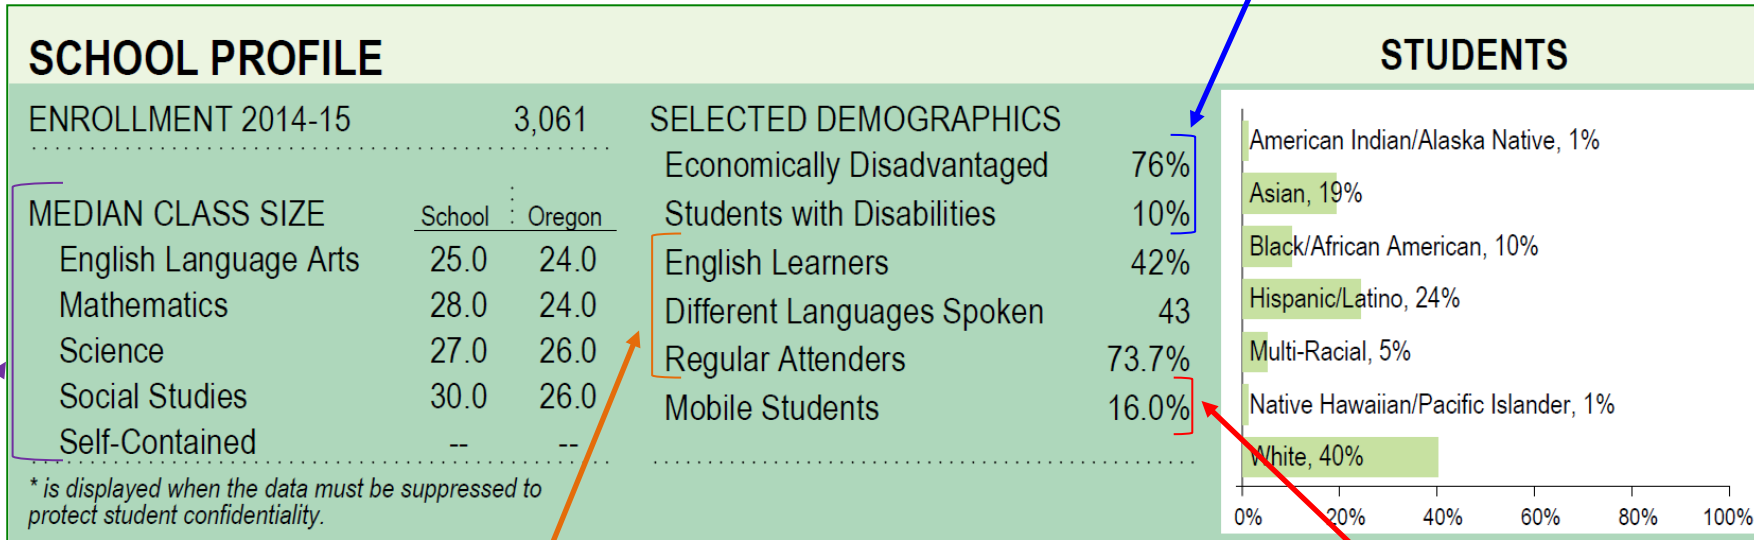 SCHOOL PROFILE
ENROLLMENT 2014-15 3,061
MEDIAN CLASS SIZE School Oregon
English Language Arts 25.0 24.0
Mathematics 28.0 24.0
Science 27.0 26.0
Social Studies 30.0 26.0
Self-Contained -- --
* is displayed when the data must be suppressed to
protect student confidentiality.
SELECTED DEMOGRAPHICS
Economically Disadvantaged 76%
Students with Disabilities 10%
English Learners 42%
Different Languages Spoken 43
Regular Attenders 73.7%
Mobile Students 16.0%
STUDENTS
American Indian/Alaska Native, 1%
Asian, 19%
Black/African American, 10%
Hispanic/Latino, 24%
Multi-Racial, 5%
Native Hawaiian/Pacific Islander, 1%
White, 40%
0% 20% 40% 60% 80% 100%